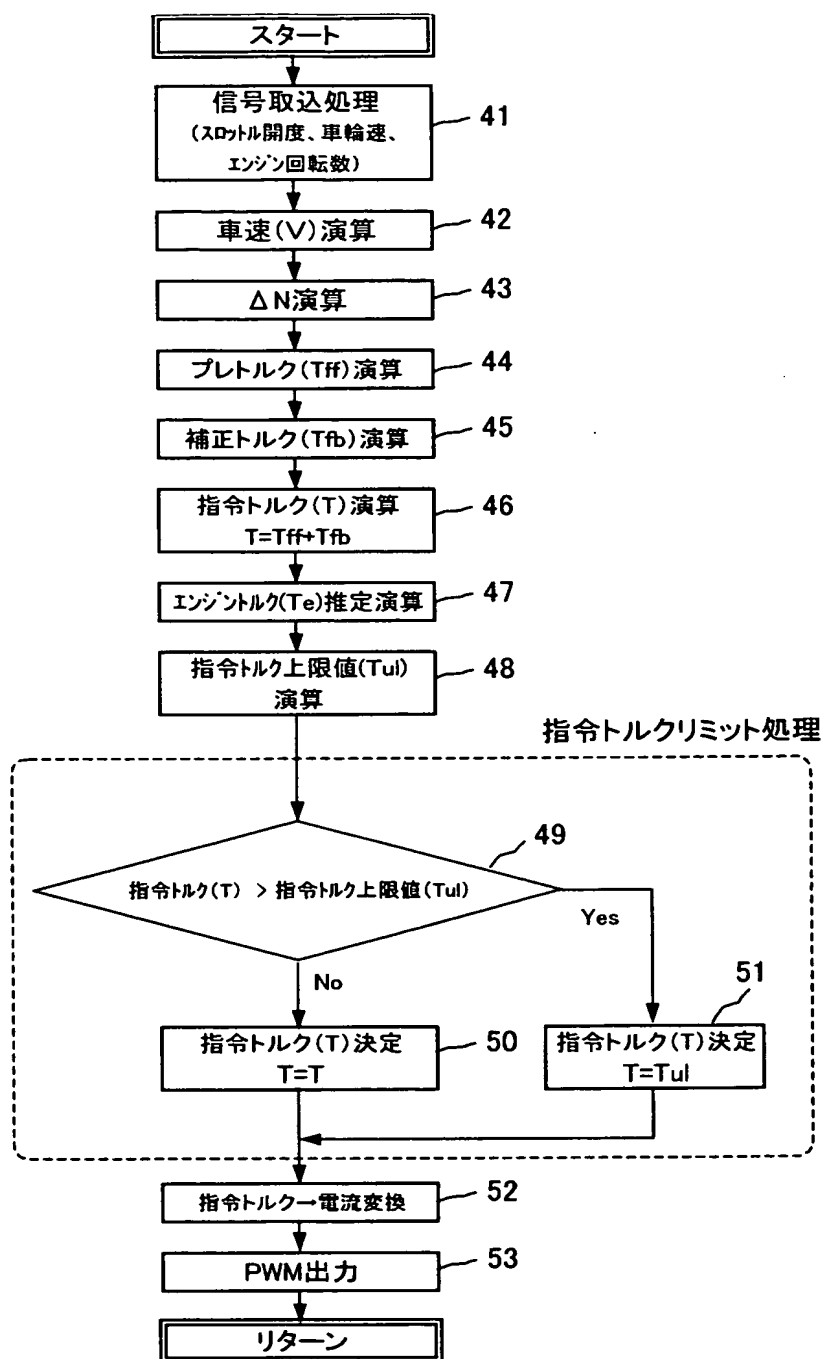 スタート
信号取込処理
(スロットル開度、車輪速、
エンジン回転数)
41
車速(V)演算
42
ΔN演算
43
プレトルク(Tff)演算
44
補正トルク(Tfb)演算
45
指令トルク(T)演算
T=Tff+Tfb
46
エンジントルク(Te)推定演算
47
指令トルク上限値(Tul)
演算
48
指令トルクリミット処理
49
指令トルク(T) > 指令トルク上限値(Tul)
Yes
No
指令トルク(T)決定
T=T
50
51
指令トルク(T)決定
T=Tul
指令トルク→電流変換
52
PWM出力
53
リターン